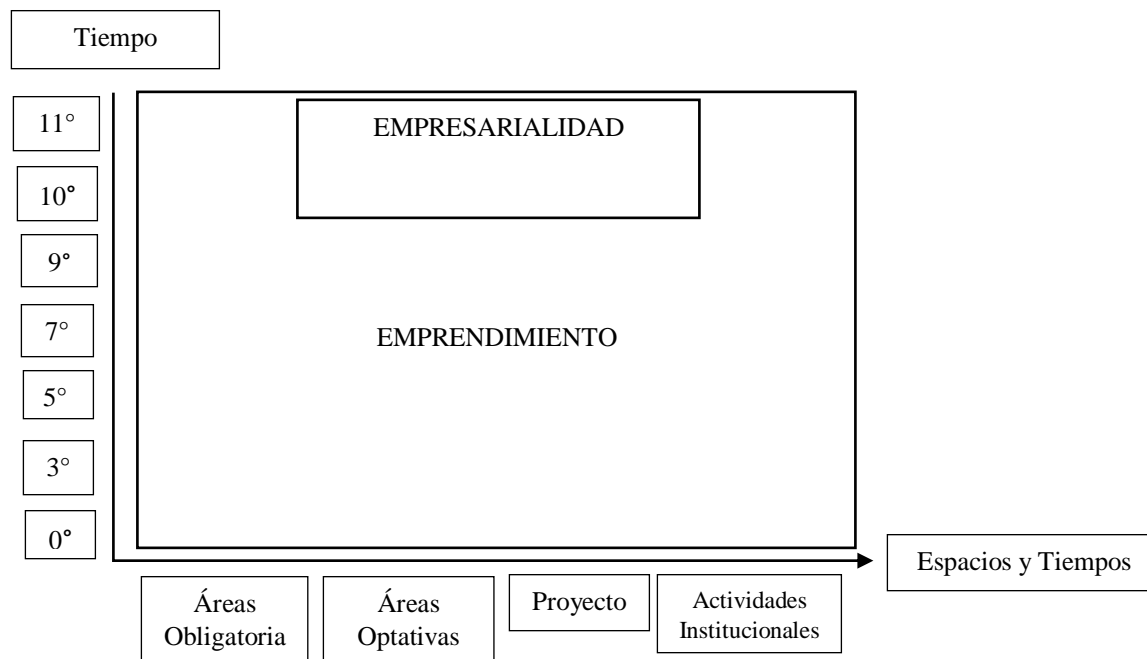 Tiempo
11°
EMPRESARIALIDAD
10°
9°
7°
EMPRENDIMIENTO
5°
3°
0°
Espacios y Tiempos
Áreas
Obligatoria
Áreas
Optativas
Proyecto
Actividades
Institucionales